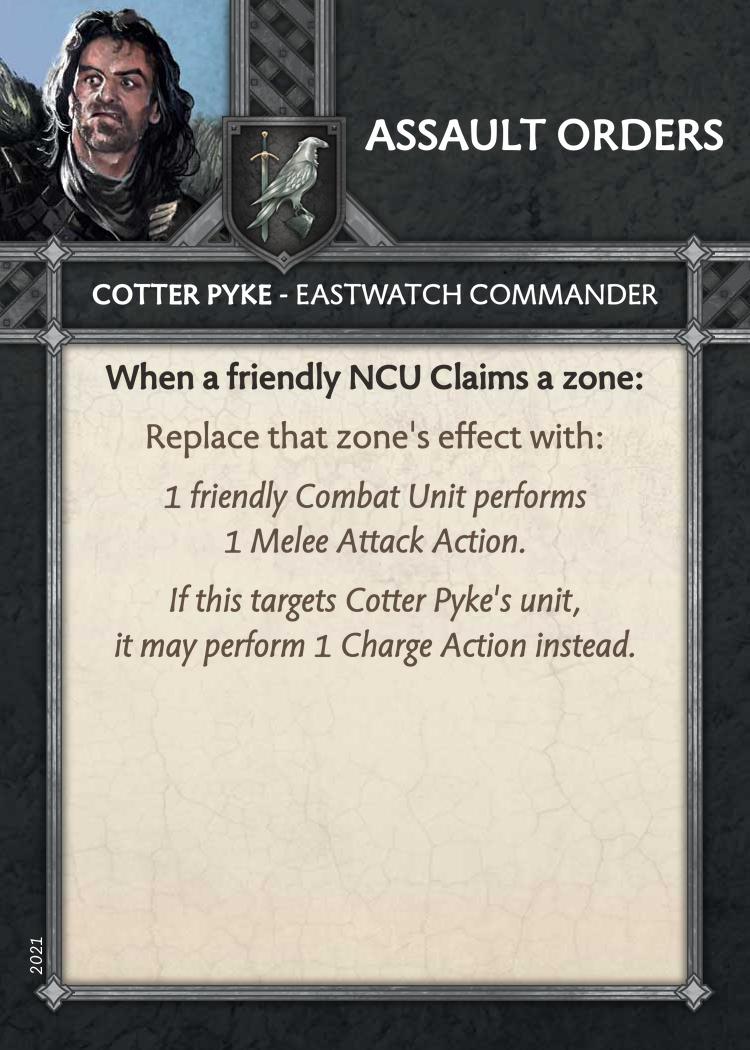 ASSAULT ORDERS
COTTER PYKE - EASTWATCH COMMANDER
When a friendly NCU Claims a zone:
Replace that zone's effect with:
1 friendly Combat Unit performs
1 Melee Attack Action.
If this targets Cotter Pyke's unit,
it may perform 1 Charge Action instead.
2021